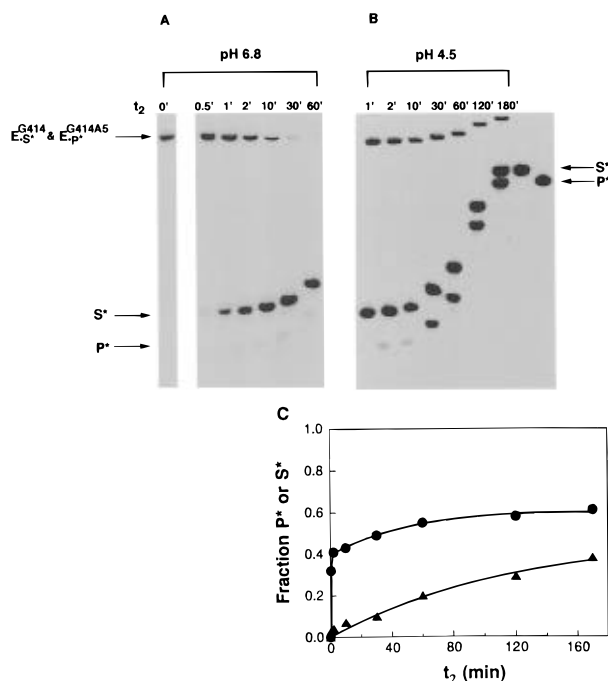 A B
pH 6.8 pH 4.5
t2 0' 0.5' 1' 2' 10' 30' 60' 1' 2' 10' 30' 60' 120' 180'
E·S*^G414 & E·P*^G414A5
S*
P*
S*
P*
C
1.0
0.8
0.6
0.4
0.2
0.0
Fraction P* or S*
0 40 80 120 160
t2 (min)